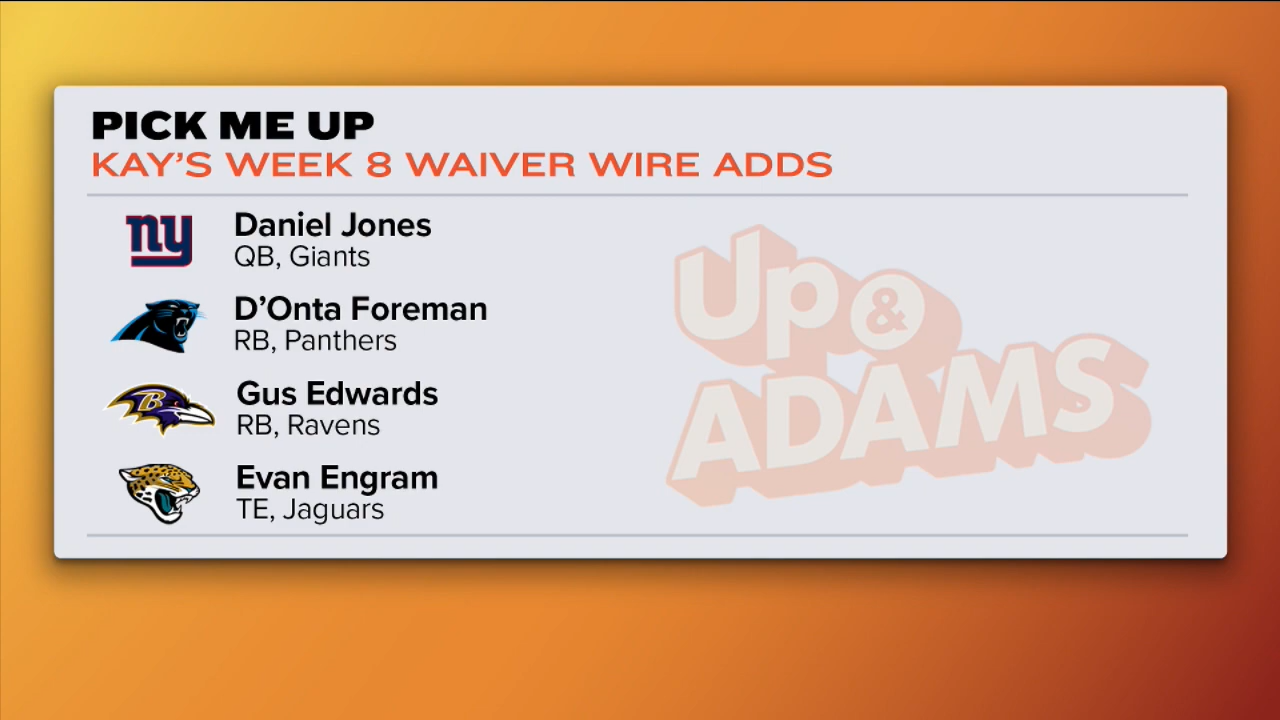 PICK ME UP
KAY'S WEEK 8 WAIVER WIRE ADDS
ny
Daniel Jones
QB, Giants
D'Onta Foreman
RB, Panthers
B
Gus Edwards
RB, Ravens
Evan Engram
TE, Jaguars
Up &
ADAMS